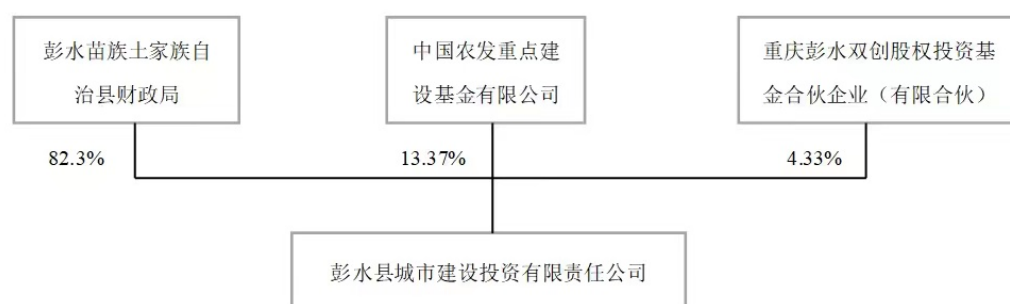 彭水苗族土家族自
治县财政局
中国农发重点建
设基金有限公司
重庆彭水双创股权投资基
金合伙企业（有限合伙）
82.3%
13.37%
4.33%
彭水县城市建设投资有限责任公司